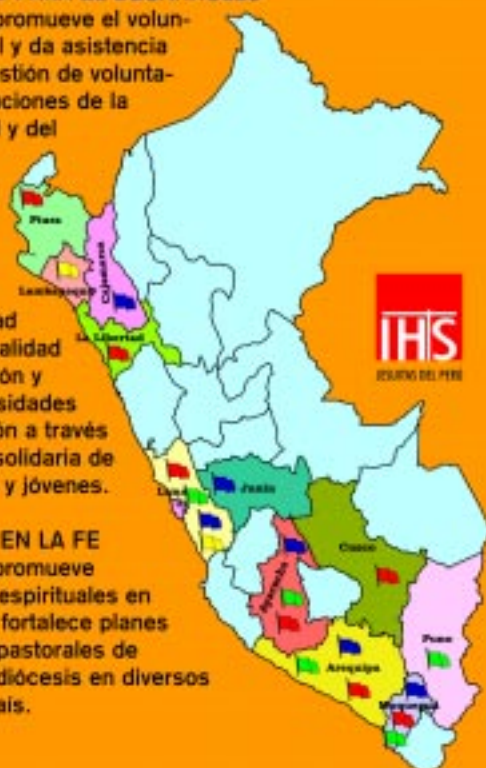 promueve el volun-
l y da asistencia
stión de volunta-
ciones de la
l y del
ad
alidad
ón y
sidades
ón a través
solidaria de
y jóvenes.
EN LA FE
promueve
espirituales en
fortalece planes
pastorales de
diócesis en diversos
aís.
Piura
Lambayeque
Cajamarca
La Libertad
Lima
Junín
Cusco
Ayacucho
Puno
Arequipa
Moquegua
IHS
JESUITAS DEL PERÚ